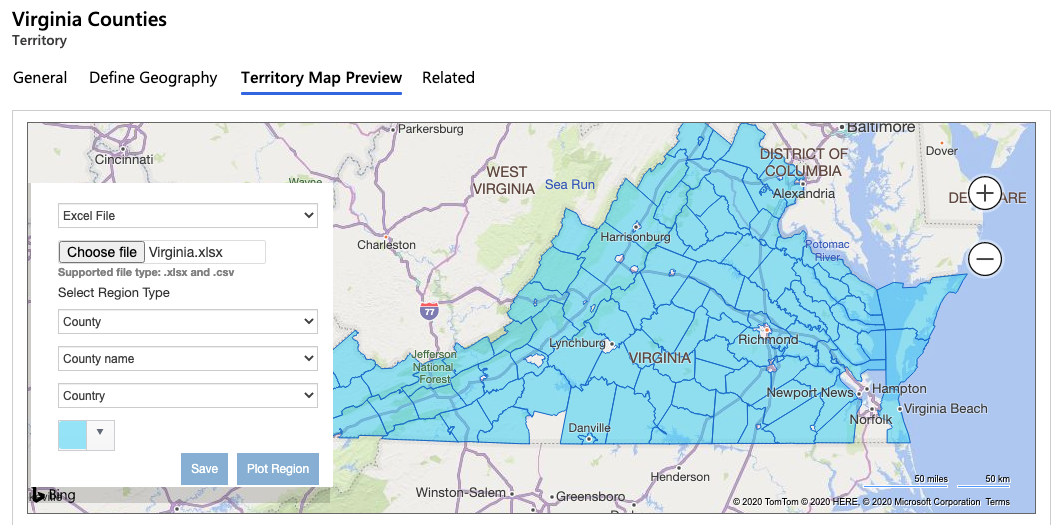 Virginia Counties
Territory
General Define Geography Territory Map Preview Related
Parkersburg
Baltimore
Cincinnati
DISTRICT OF
COLUMBIA
Dover
WEST
VIRGINIA
Sea Run
Wayne
Alexandria
DELAWARE
+
Excel File
Choose file Virginia.xlsx
Supported file type: .xlsx and .csv
Select Region Type
County
County name
Country
Save Plot Region
Harrisonburg
Charleston
Potomac
River
77
Lynchburg
Richmond
Jefferson
National
Forest
VIRGINIA
Newport News
Hampton
Norfolk
Virginia Beach
Danville
Henderson
Winston-Salem
Greensboro
50 miles 50 km
Bing
© 2020 TomTom © 2020 HERE, © 2020 Microsoft Corporation Terms